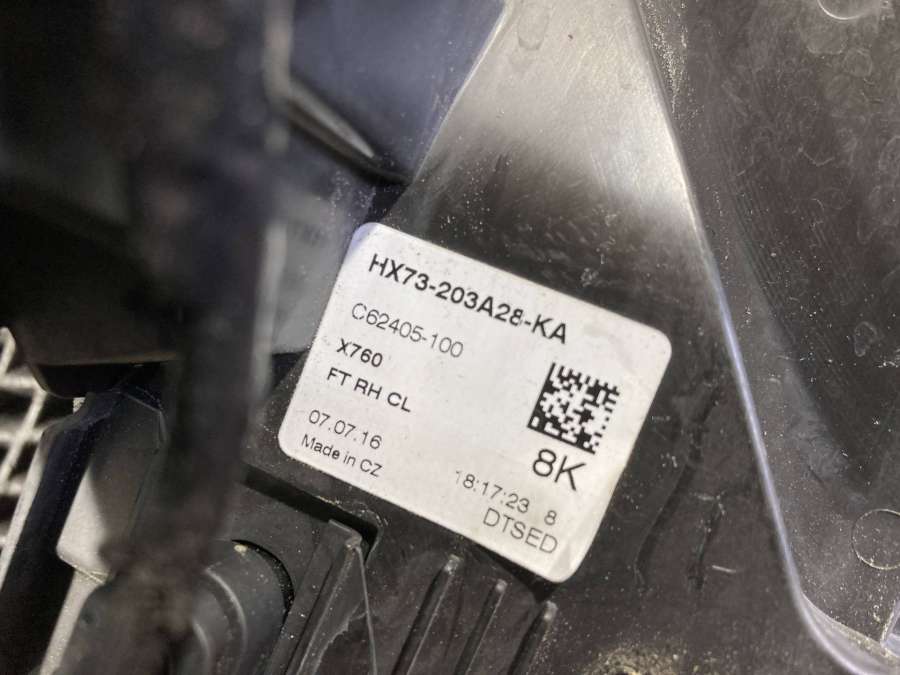 HX73-203A28-KA
C62405-100
X760
FT RH CL
8K
07.07.16
18:17:23 8
Made in CZ
DTSED